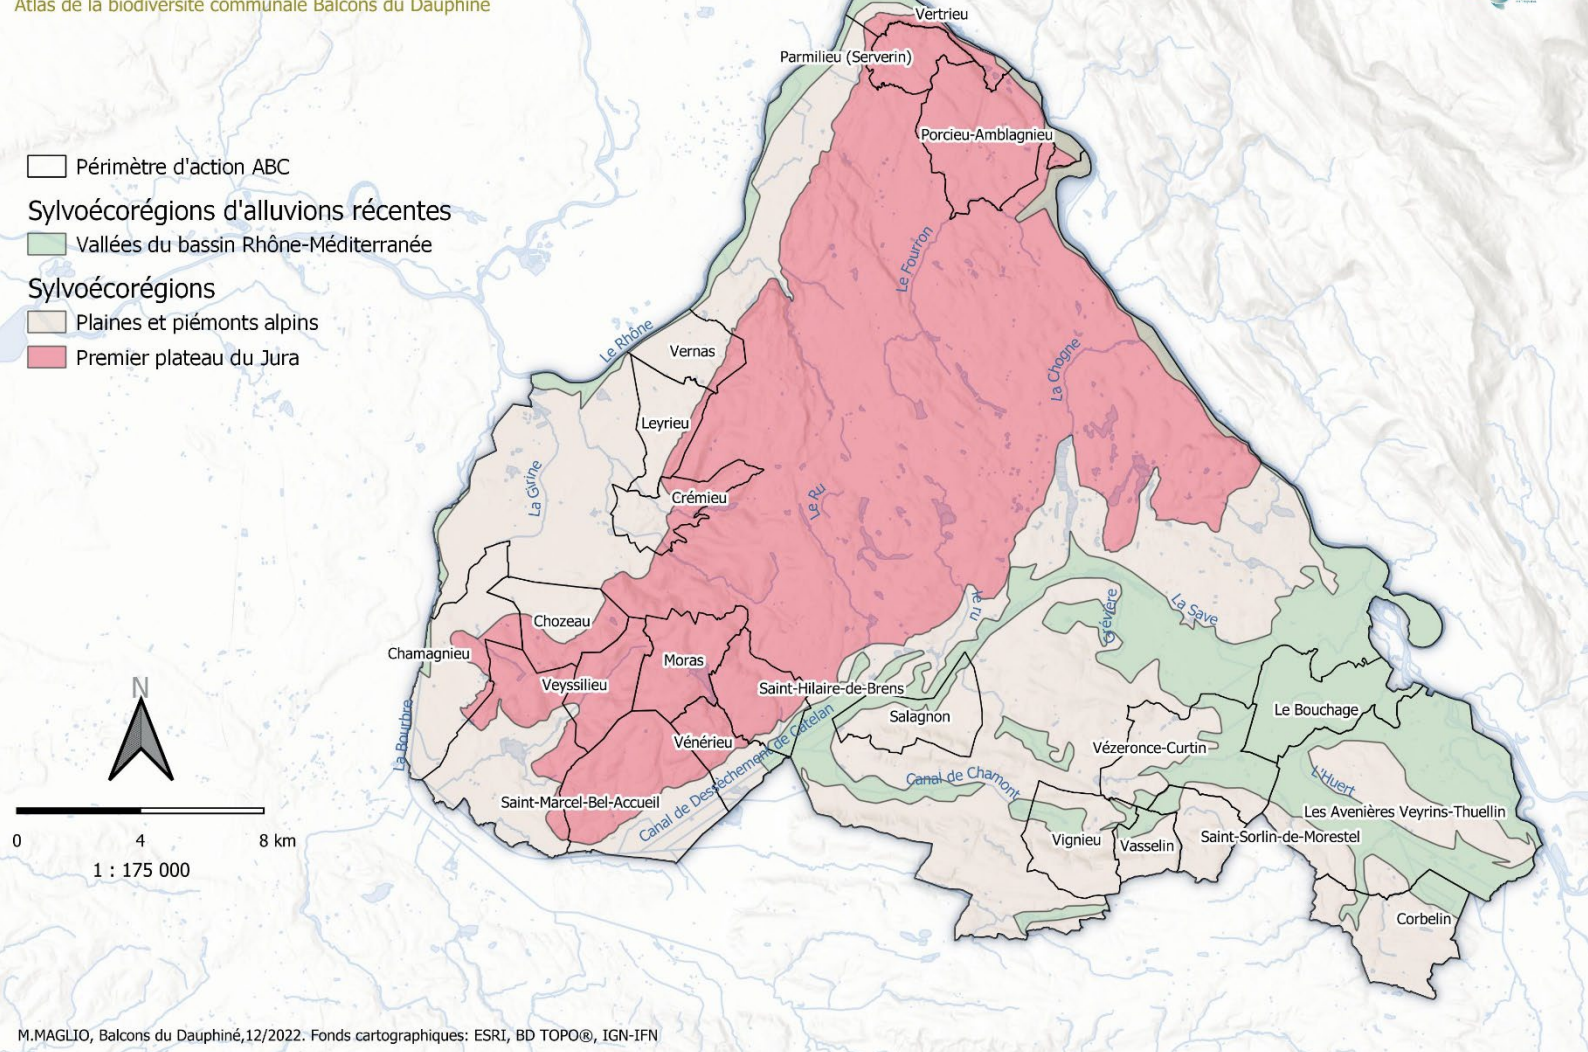 Atlas de la biodiversité communale Balcons du Dauphiné
Vertrieu
Parmilieu (Serverin)
Porcieu-Amblagnieu
Périmètre d'action ABC
Sylvoécorégions d'alluvions récentes
Vallées du bassin Rhône-Méditerranée
Sylvoécorégions
Plaines et piémonts alpins
Premier plateau du Jura
Le Fourron
Le Rhône
Vernas
La Chogne
Leyrieu
La Girine
Crémieu
Le Ru
Chozeau
le ru
Grévière
La Save
Chamagnieu
Moras
Veyssilieu
Saint-Hilaire-de-Brens
Salagnon
Le Bouchage
La Bourbre
Vénérieu
Vézeronce-Curtin
Canal de Dessèchement de Catelan
Canal de Chamont
L'Huert
Saint-Marcel-Bel-Accueil
Les Avenières Veyrins-Thuellin
Vignieu
Vasselin
Saint-Sorlin-de-Morestel
Corbelin
N
0 4 8 km
1 : 175 000
M.MAGLIO, Balcons du Dauphiné,12/2022. Fonds cartographiques: ESRI, BD TOPO®, IGN-IFN